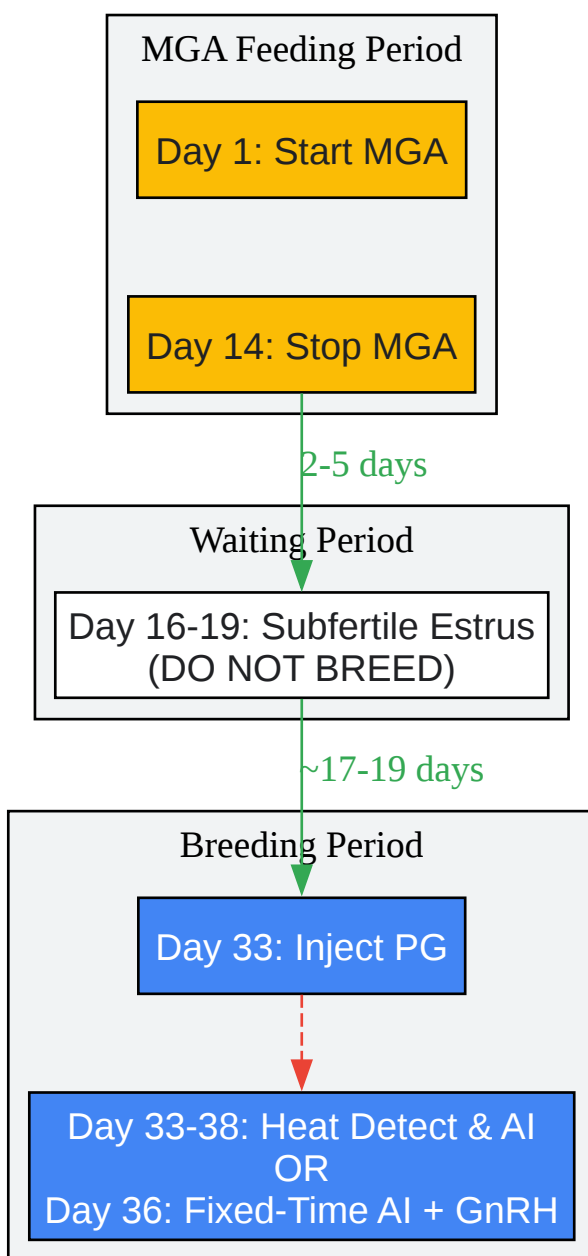 MGA Feeding Period
Day 1: Start MGA
Day 14: Stop MGA
2-5 days
Waiting Period
Day 16-19: Subfertile Estrus
(DO NOT BREED)
~17-19 days
Breeding Period
Day 33: Inject PG
Day 33-38: Heat Detect & AI
OR
Day 36: Fixed-Time AI + GnRH